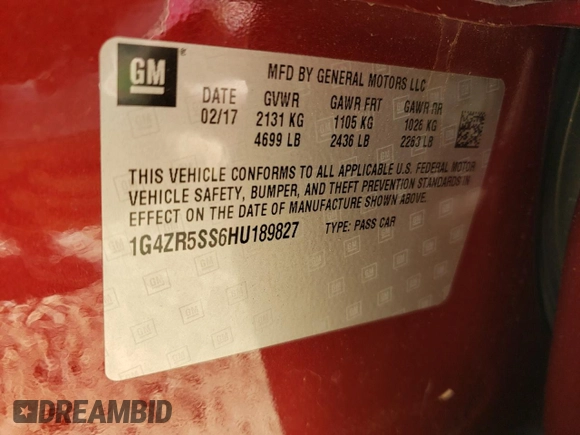 GM ®
MFD BY GENERAL MOTORS LLC
DATE GVWR GAWR FRT GAWR RR
02/17 2131 KG 1105 KG 1026 KG
4699 LB 2436 LB 2263 LB
THIS VEHICLE CONFORMS TO ALL APPLICABLE U.S. FEDERAL MOTOR
VEHICLE SAFETY, BUMPER, AND THEFT PREVENTION STANDARDS IN
EFFECT ON THE DATE OF MANUFACTURE SHOWN ABOVE.
1G4ZR5SS6HU189827 TYPE: PASS CAR
DREAMBID